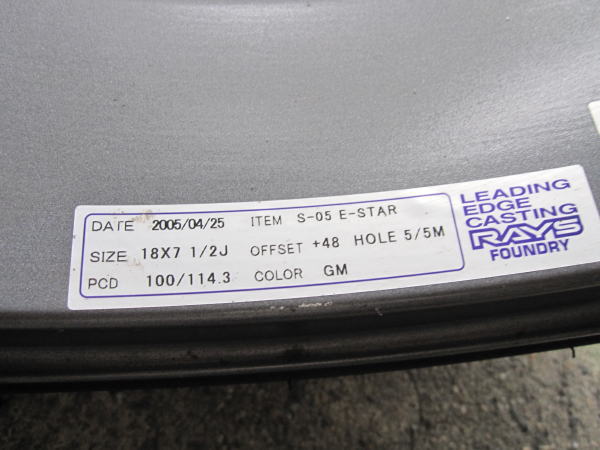 DATE 2005/04/25 ITEM S-05 E-STAR
SIZE 18X7 1/2J OFFSET +48 HOLE 5/5M
PCD 100/114.3 COLOR GM
LEADING
EDGE
CASTING
RAYS
FOUNDRY